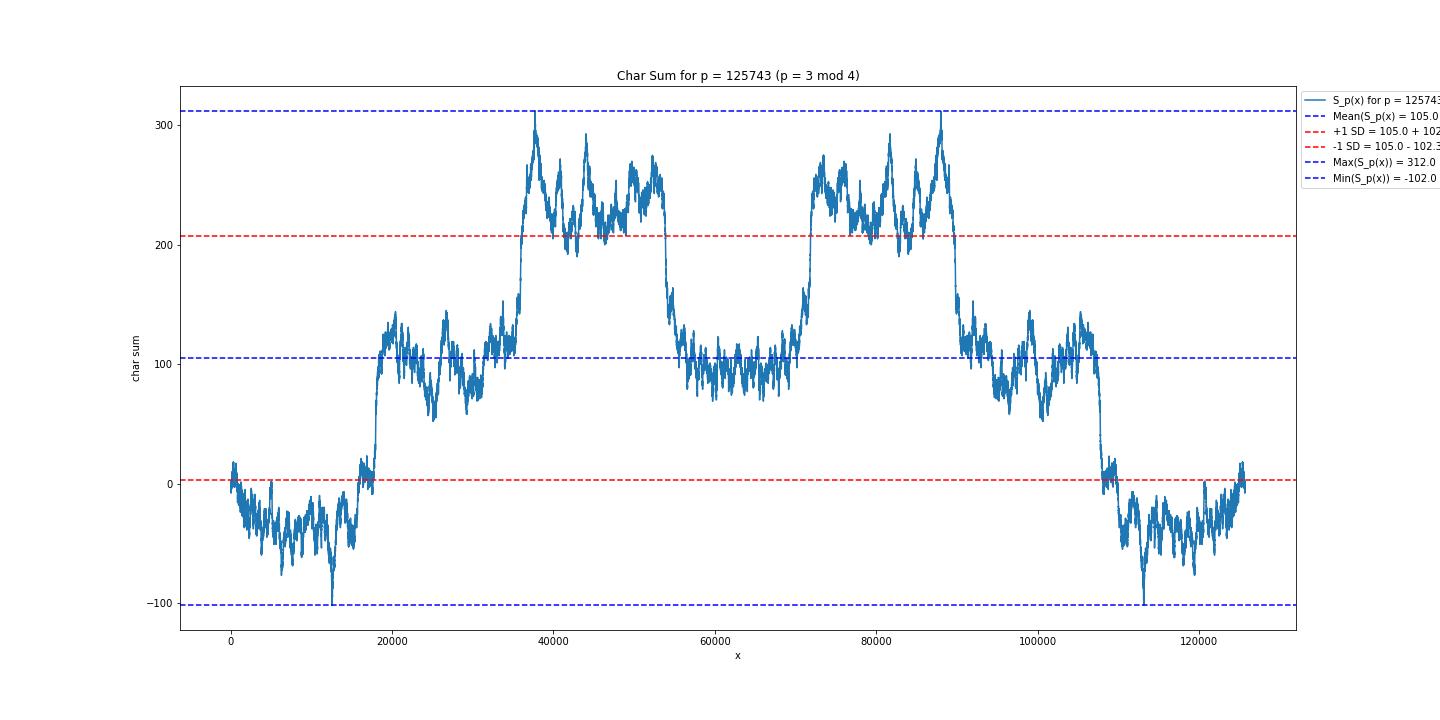 Char Sum for p = 125743 (p = 3 mod 4)
300
200
100
0
−100
char sum
0
20000
40000
60000
80000
100000
120000
x
S_p(x) for p = 125743
Mean(S_p(x) = 105.0
+1 SD = 105.0 + 102
-1 SD = 105.0 - 102.3
Max(S_p(x)) = 312.0
Min(S_p(x)) = -102.0